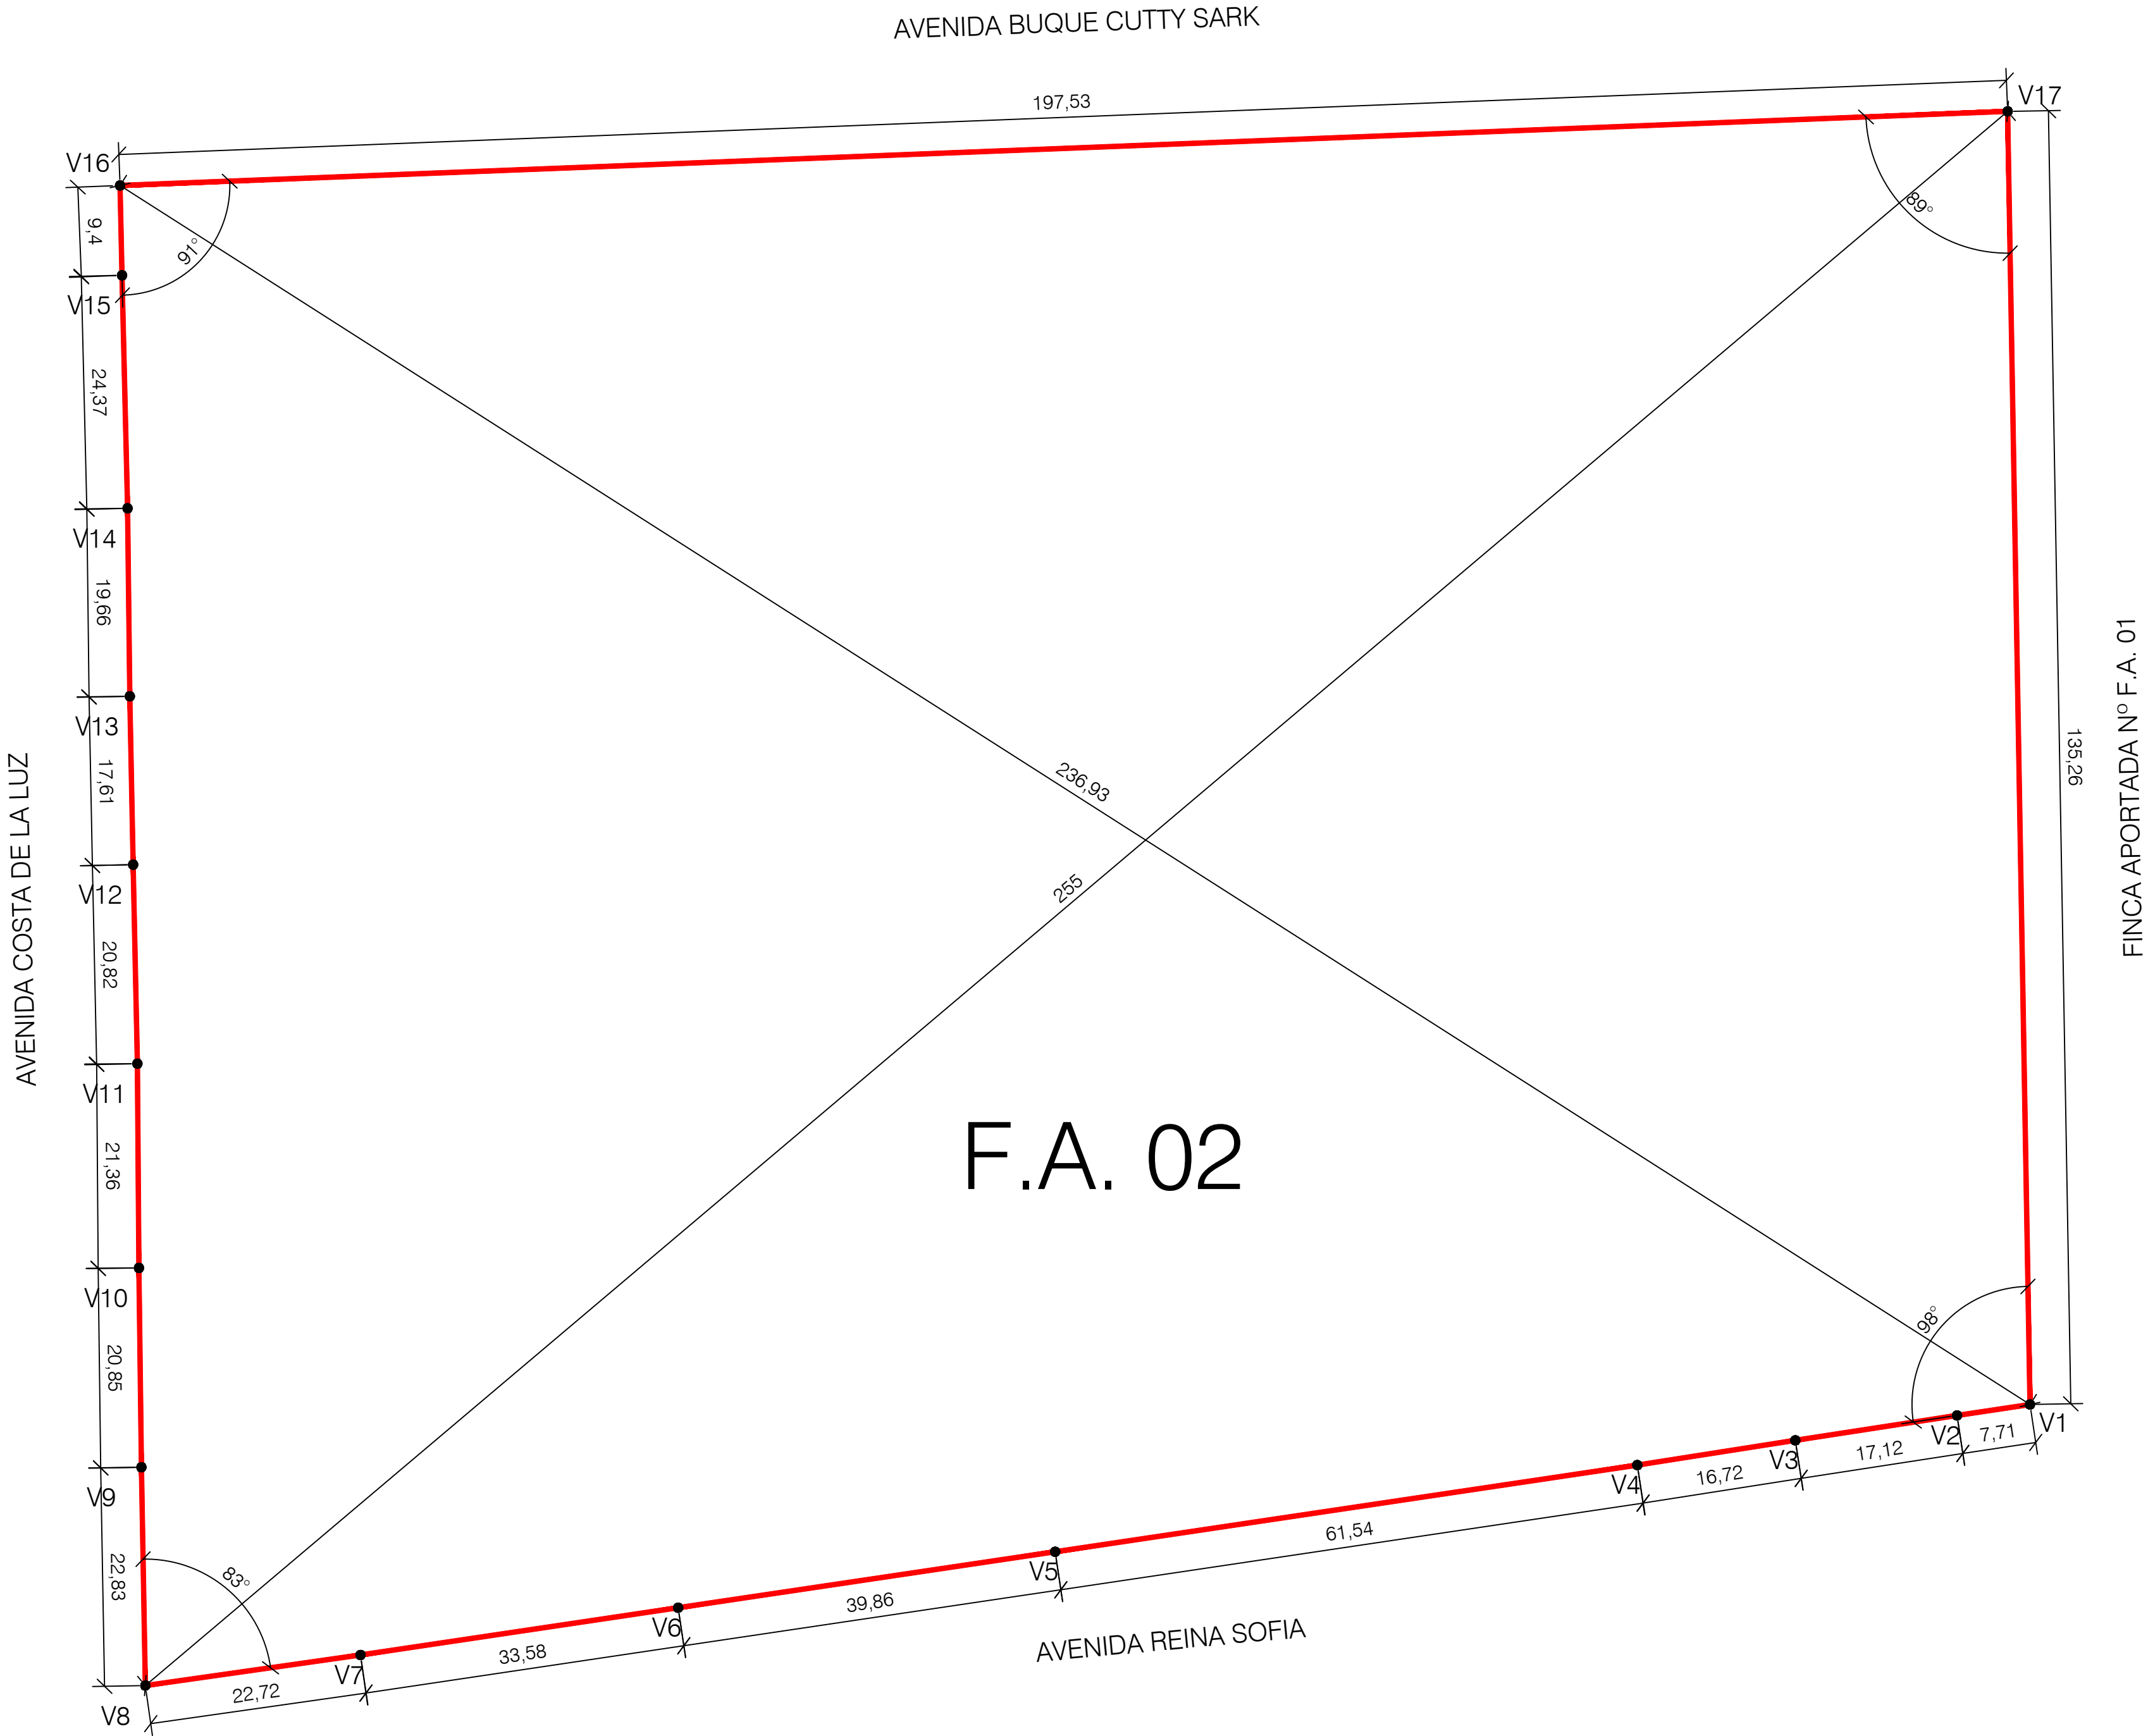 AVENIDA BUQUE CUTTY SARK
197,53
V17
V16
9,4
91°
89°
V15
24,37
V14
19,66
V13
17,61
V12
20,82
V11
21,36
V10
20,85
V9
22,83
83°
V8
AVENIDA COSTA DE LA LUZ
236,93
255
F.A. 02
135,26
FINCA APORTADA Nº F.A. 01
98°
V1
7,71
V2
17,12
V3
16,72
V4
61,54
V5
39,86
V6
33,58
V7
22,72
AVENIDA REINA SOFIA